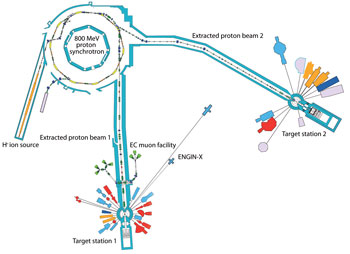 Extracted proton beam 2
800 MeV
proton
synchrotron
H⁻ ion source
Extracted proton beam 1
EC muon facility
ENGIN-X
Target station 2
Target station 1